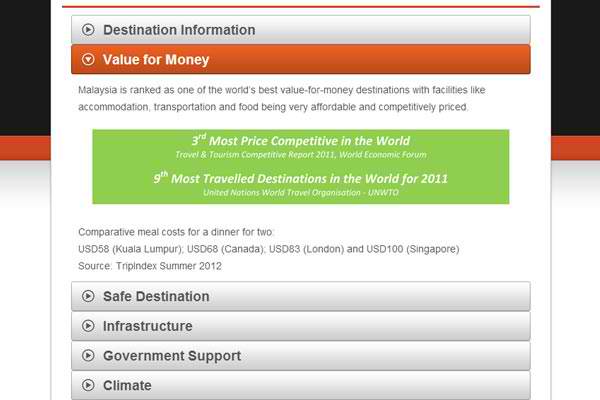 Destination Information
Value for Money
Malaysia is ranked as one of the world's best value-for-money destinations with facilities like
accommodation, transportation and food being very affordable and competitively priced.
3rd Most Price Competitive in the World
Travel & Tourism Competitive Report 2011, World Economic Forum
9th Most Travelled Destinations in the World for 2011
United Nations World Travel Organisation - UNWTO
Comparative meal costs for a dinner for two:
USD58 (Kuala Lumpur); USD68 (Canada); USD83 (London) and USD100 (Singapore)
Source: TripIndex Summer 2012
Safe Destination
Infrastructure
Government Support
Climate